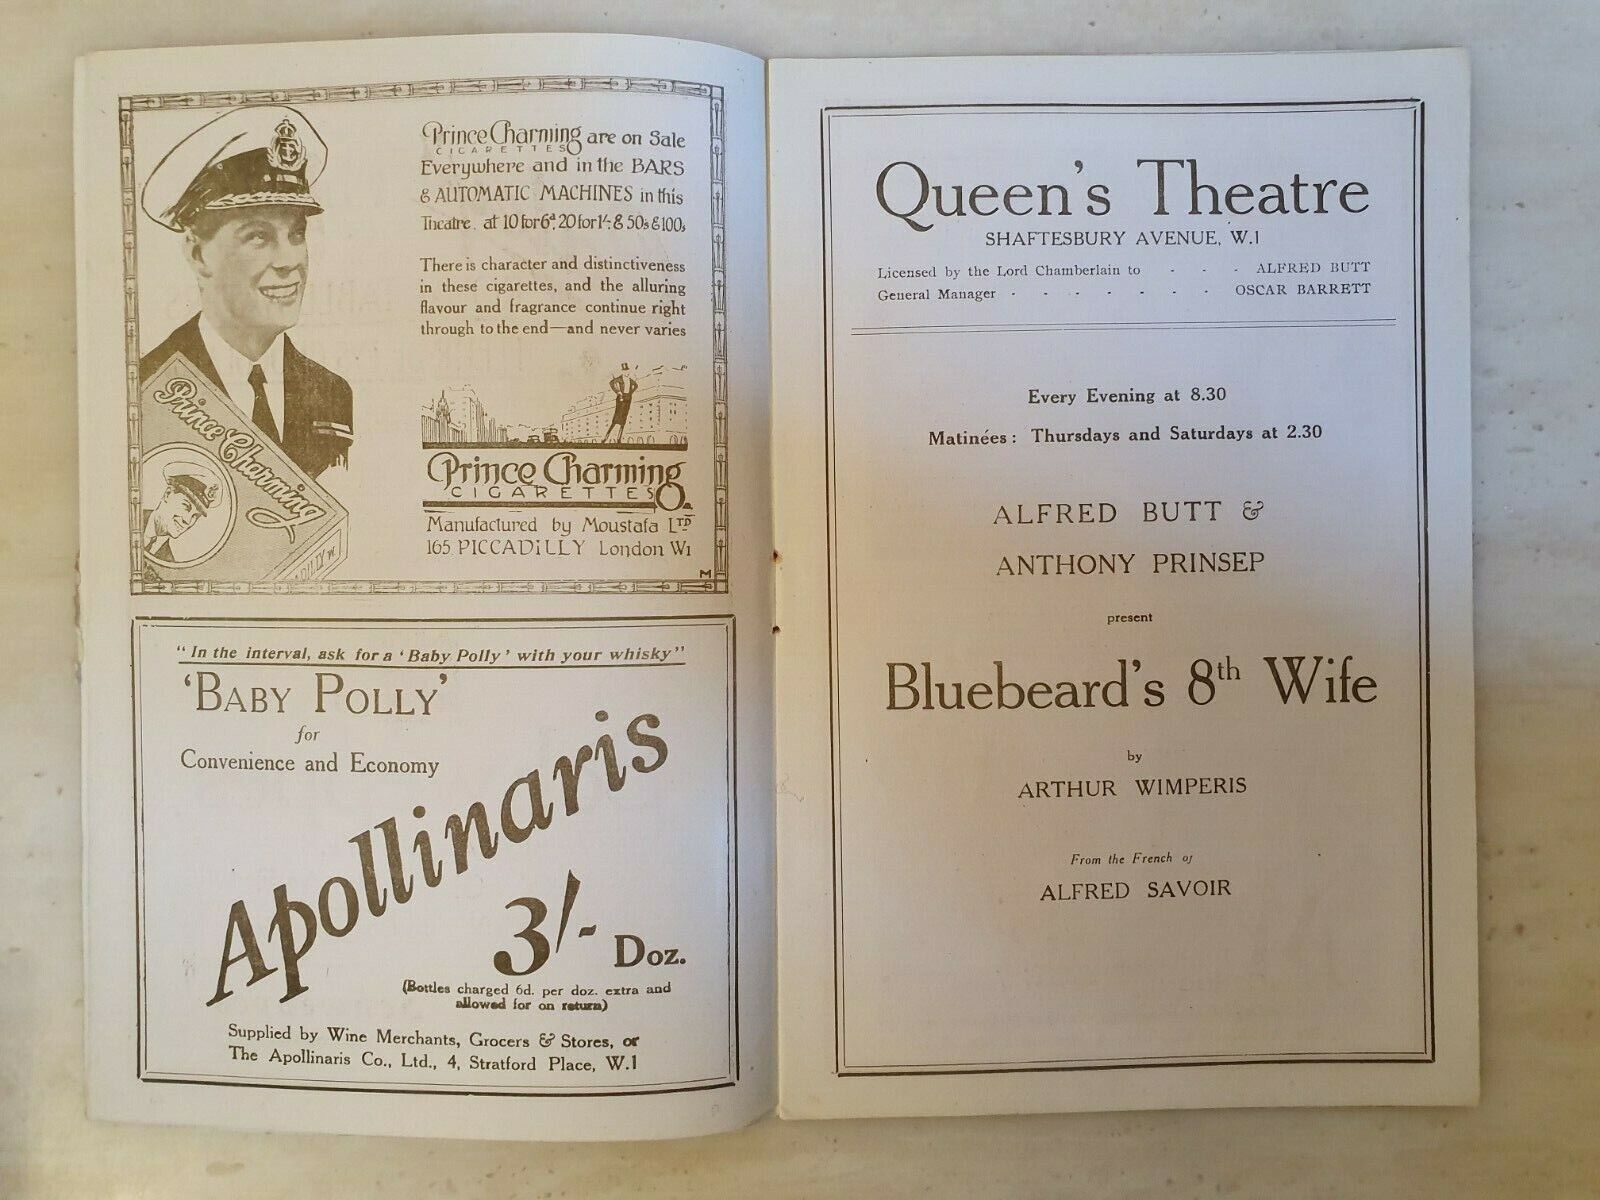 Prince Charming are on Sale
CIGARETTES
Everywhere and in the BARS
& AUTOMATIC MACHINES in this
Theatre. at 10 for 6d, 20 for 1/- & 50s & 100s
There is character and distinctiveness
in these cigarettes, and the alluring
flavour and fragrance continue right
through to the end—and never varies
Prince Charming
Prince Charming
CIGARETTES
Manufactured by Moustafa LTD
165 PICCADILLY London W1
M
"In the interval, ask for a 'Baby Polly' with your whisky"
'BABY POLLY'
for
Convenience and Economy
Apollinaris
3/- Doz.
(Bottles charged 6d. per doz. extra and
allowed for on return)
Supplied by Wine Merchants, Grocers & Stores, or
The Apollinaris Co., Ltd., 4, Stratford Place, W.1
Queen's Theatre
SHAFTESBURY AVENUE, W.1
Licensed by the Lord Chamberlain to - - - ALFRED BUTT
General Manager - - - - - - - OSCAR BARRETT
Every Evening at 8.30
Matinées: Thursdays and Saturdays at 2.30
ALFRED BUTT &
ANTHONY PRINSEP
present
Bluebeard's 8th Wife
by
ARTHUR WIMPERIS
From the French of
ALFRED SAVOIR